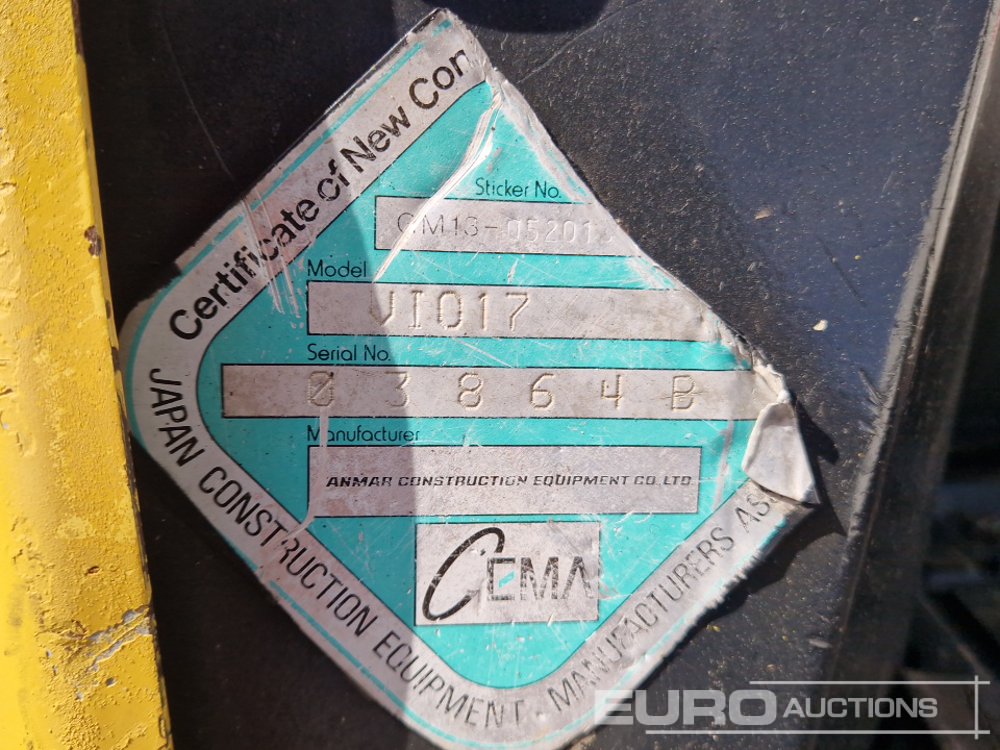 Certificate of New Con
Sticker No.
CM13-05201
Model
VIO17
Serial No.
03864B
Manufacturer
ANMAR CONSTRUCTION EQUIPMENT CO. LTD
CEMA
JAPAN CONSTRUCTION EQUIPMENT MANUFACTURERS ASS
EURO AUCTIONS